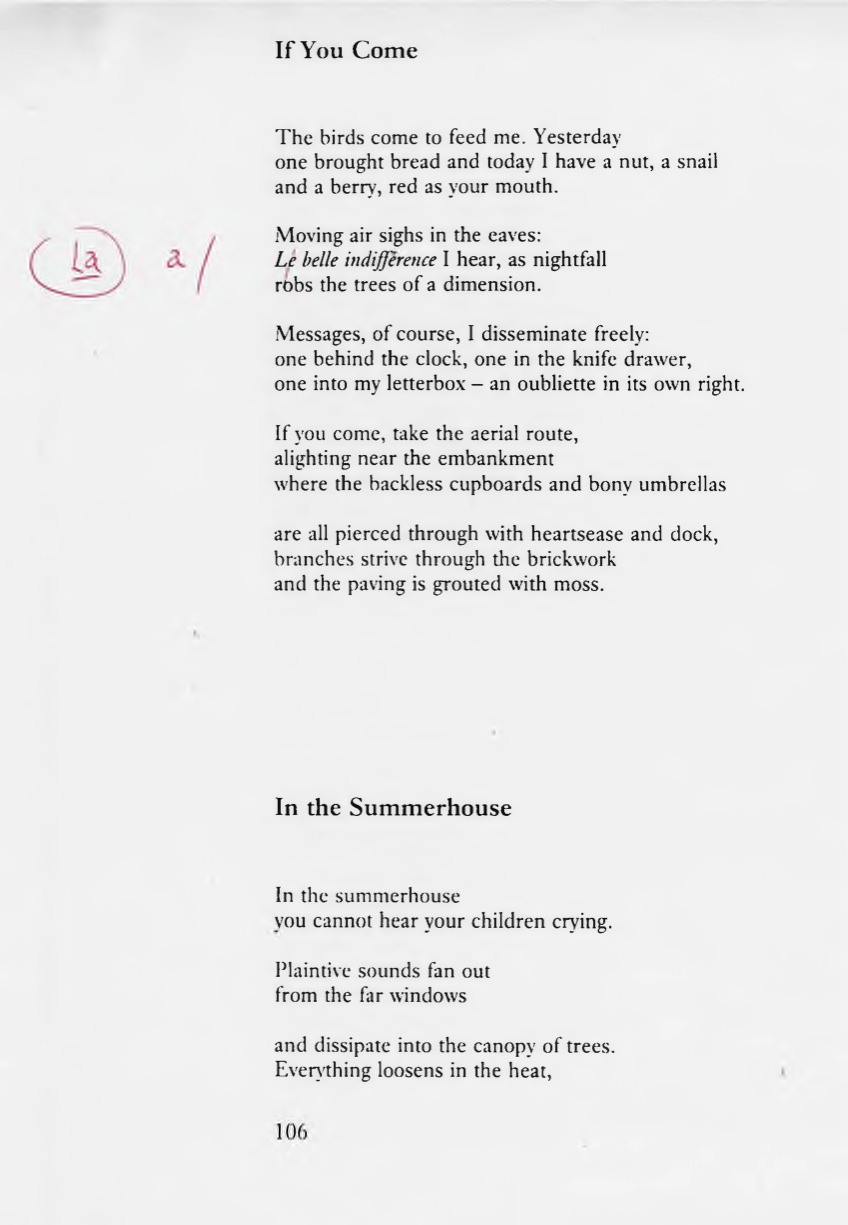 If You Come
The birds come to feed me. Yesterday
one brought bread and today I have a nut, a snail
and a berry, red as your mouth.
Moving air sighs in the eaves:
La a/
Le belle indifférence I hear, as nightfall
robs the trees of a dimension.
Messages, of course, I disseminate freely:
one behind the clock, one in the knife drawer,
one into my letterbox – an oubliette in its own right.
If you come, take the aerial route,
alighting near the embankment
where the backless cupboards and bony umbrellas
are all pierced through with heartsease and dock,
branches strive through the brickwork
and the paving is grouted with moss.
In the Summerhouse
In the summerhouse
you cannot hear your children crying.
Plaintive sounds fan out
from the far windows
and dissipate into the canopy of trees.
Everything loosens in the heat,
106